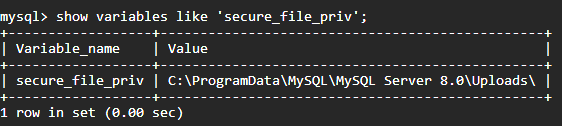 mysql> show variables like 'secure_file_priv';
+------------------+------------------------------------------------+
| Variable_name    | Value                                          |
+------------------+------------------------------------------------+
| secure_file_priv | C:\ProgramData\MySQL\MySQL Server 8.0\Uploads\ |
+------------------+------------------------------------------------+
1 row in set (0.00 sec)